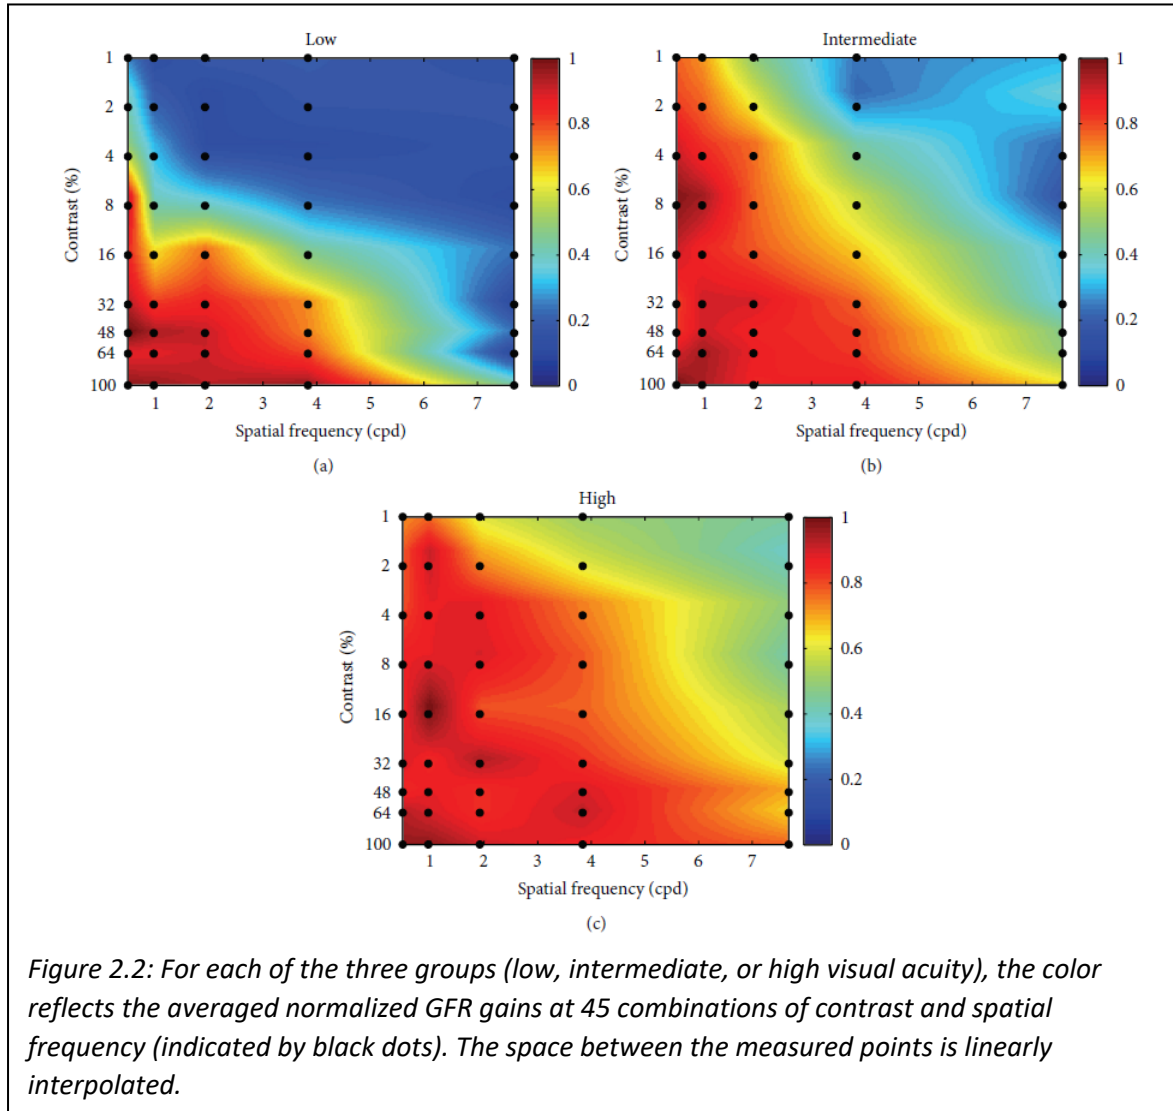 Low
Contrast (%)
1
2
4
8
16
32
48
64
100
1 2 3 4 5 6 7
Spatial frequency (cpd)
1
0.8
0.6
0.4
0.2
0
(a)
Intermediate
Contrast (%)
1
2
4
8
16
32
48
64
100
1 2 3 4 5 6 7
Spatial frequency (cpd)
1
0.8
0.6
0.4
0.2
0
(b)
High
Contrast (%)
1
2
4
8
16
32
48
64
100
1 2 3 4 5 6 7
Spatial frequency (cpd)
1
0.8
0.6
0.4
0.2
0
(c)
Figure 2.2: For each of the three groups (low, intermediate, or high visual acuity), the color
reflects the averaged normalized GFR gains at 45 combinations of contrast and spatial
frequency (indicated by black dots). The space between the measured points is linearly
interpolated.